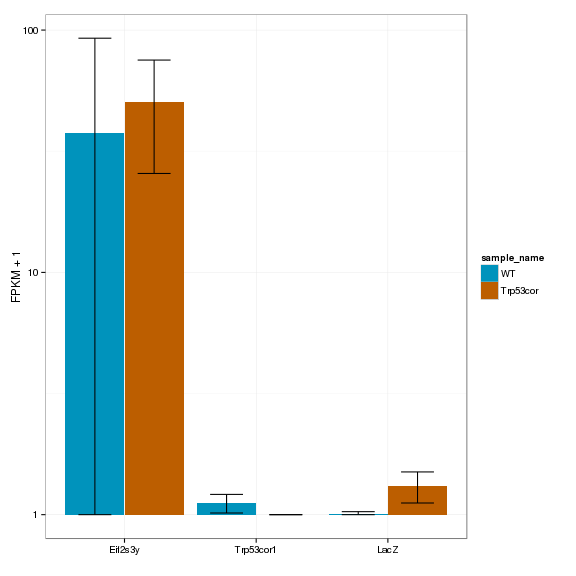 100
10
1
FPKM + 1
Eif2s3y
Trp53cor1
LacZ
sample_name
WT
Trp53cor